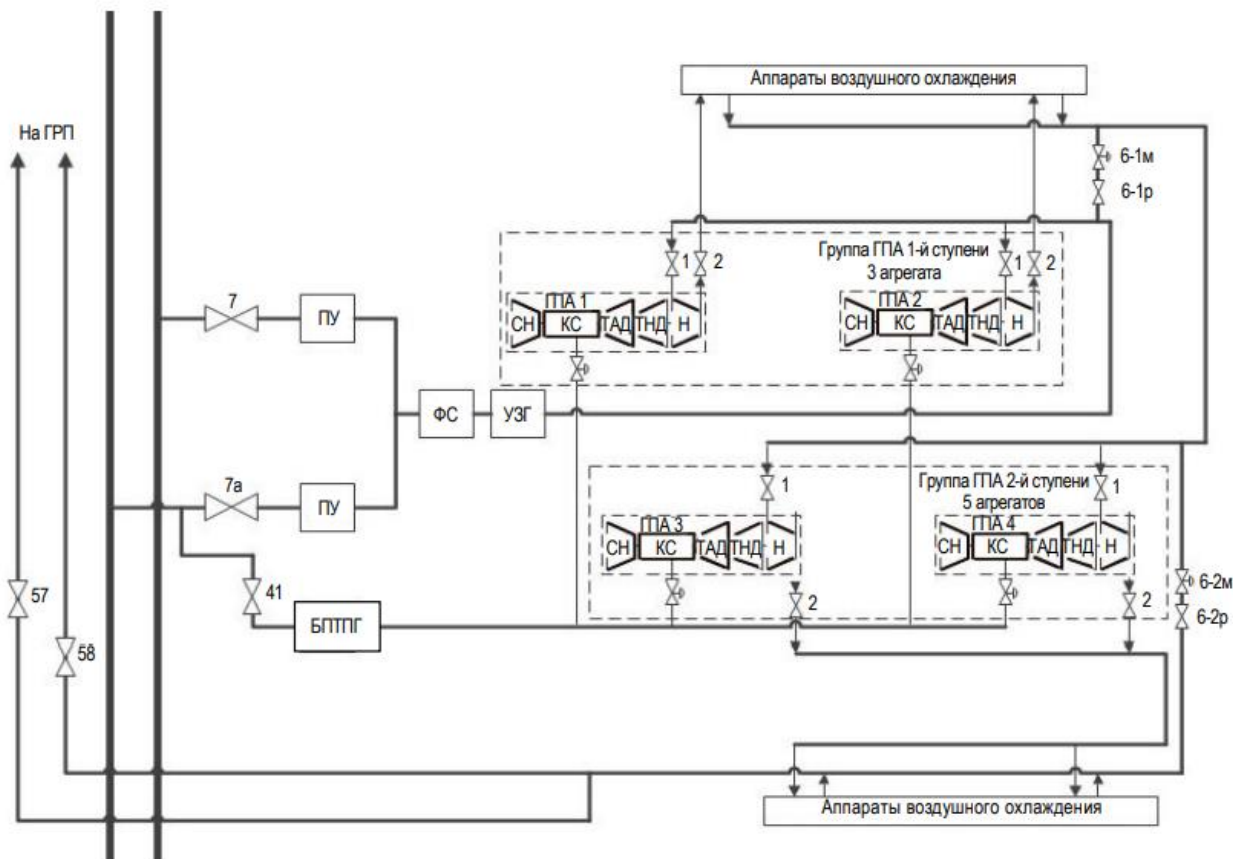 Аппараты воздушного охлаждения
На ГРП
6-1м
6-1р
Группа ГПА 1-й ступени
3 агрегата
1
2
1
2
7
ПУ
ГПА 1
СН
КС
ТАД
ТНД
Н
ГПА 2
СН
КС
ТАД
ТНД
Н
ФС
УЗГ
7а
ПУ
Группа ГПА 2-й ступени
5 агрегатов
1
1
ГПА 3
СН
КС
ТАД
ТНД
Н
ГПА 4
СН
КС
ТАД
ТНД
Н
57
41
2
2
6-2м
6-2р
БПТПГ
58
Аппараты воздушного охлаждения